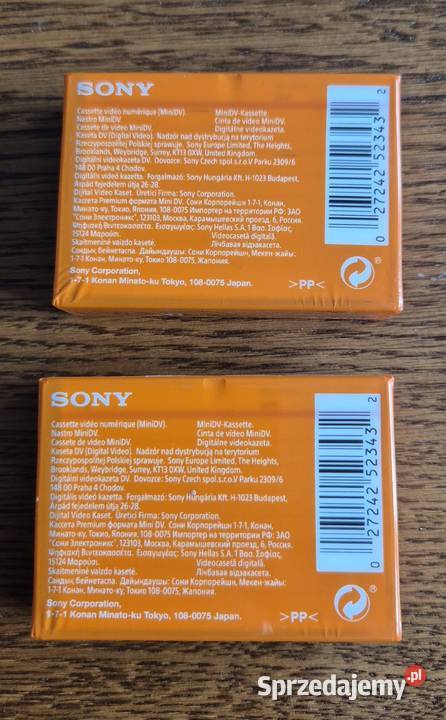 SONY
Cassette vidéo numérique (MiniDV). MiniDV-Kassette.
Nastro MiniDV. Cinta de vídeo MiniDV.
Cassete de vídeo MiniDV. Digitálne videokazeta.
Kaseta DV (Digital Video). Nadzór nad dystrybucją na terytorium
Rzeczypospolitej Polskiej sprawuje. Sony Europe Limited, The Heights,
Brooklands, Weybridge, Surrey, KT13 0XW, United Kingdom.
Digitální videokazeta DV. Dovozce: Sony Czech spol.s.r.o V Parku 2309/6
148 00 Praha 4 Chodov.
Digitális videó kazetta. Forgalmazó: Sony Hungária Kft. H-1023 Budapest,
Árpád fejedelem útja 26-28.
Dijital Video Kaset. Üretici Firma: Sony Corporation.
Кассета Premium формата Mini DV. Сони Корпорейшн 1-7-1, Конан,
Минато-ку, Токио, Япония, 108-0075 Импортер на территории РФ: ЗАО
"Сони Электроникс", 123103, Москва, Карамышевский проезд, 6, Россия.
Ψηφιακή Βιντεοκασέτα. Εισαγωγέας: Sony Hellas S.A. 1 Βασ. Σοφίας,
15124 Μαρούσι. Videocasetă digitală.
Skaitmeninė vaizdo kasetė. Лічбавая відэакасета.
Сандық бейнетаспа. Дайындаушы: Сони Корпорейшн, Мекен-жайы:
1-7-1 Конан, Минато-ку, Токио 108-0075, Жапония.
Sony Corporation,
1-7-1 Konan Minato-ku Tokyo, 108-0075 Japan.
>PP<
0 27242 52343 2
®
SONY
Cassette vidéo numérique (MiniDV). MiniDV-Kassette.
Nastro MiniDV. Cinta de vídeo MiniDV.
Cassete de vídeo MiniDV. Digitálne videokazeta.
Kaseta DV (Digital Video). Nadzór nad dystrybucją na terytorium
Rzeczypospolitej Polskiej sprawuje. Sony Europe Limited, The Heights,
Brooklands, Weybridge, Surrey, KT13 0XW, United Kingdom.
Digitální videokazeta DV. Dovozce: Sony Czech spol.s.r.o.V Parku 2309/6
148 00 Praha 4 Chodov.
Digitális videó kazetta. Forgalmazó: Sony Hungária Kft. H-1023 Budapest,
Árpád fejedelem útja 26-28.
Dijital Video Kaset. Üretici Firma: Sony Corporation.
Кассета Premium формата Mini DV. Сони Корпорейшн 1-7-1, Конан,
Минато-ку, Токио, Япония, 108-0075 Импортер на территории РФ: ЗАО
"Сони Электроникс", 123103, Москва, Карамышевский проезд, 6, Россия.
Ψηφιακή Βιντεοκασέτα. Εισαγωγέας: Sony Hellas S.A. 1 Βασ. Σοφίας,
15124 Μαρούσι. Videocasetă digitală.
Skaitmeninė vaizdo kasetė. Лічбавая відэакасета.
Сандық бейнетаспа. Дайындаушы: Сони Корпорейшн, Мекен-жайы:
1-7-1 Конан, Минато-ку, Токио 108-0075, Жапония.
Sony Corporation,
1-7-1 Konan Minato-ku Tokyo, 108-0075 Japan.
>PP<
0 27242 52343 2
®
Sprzedajemy.pl